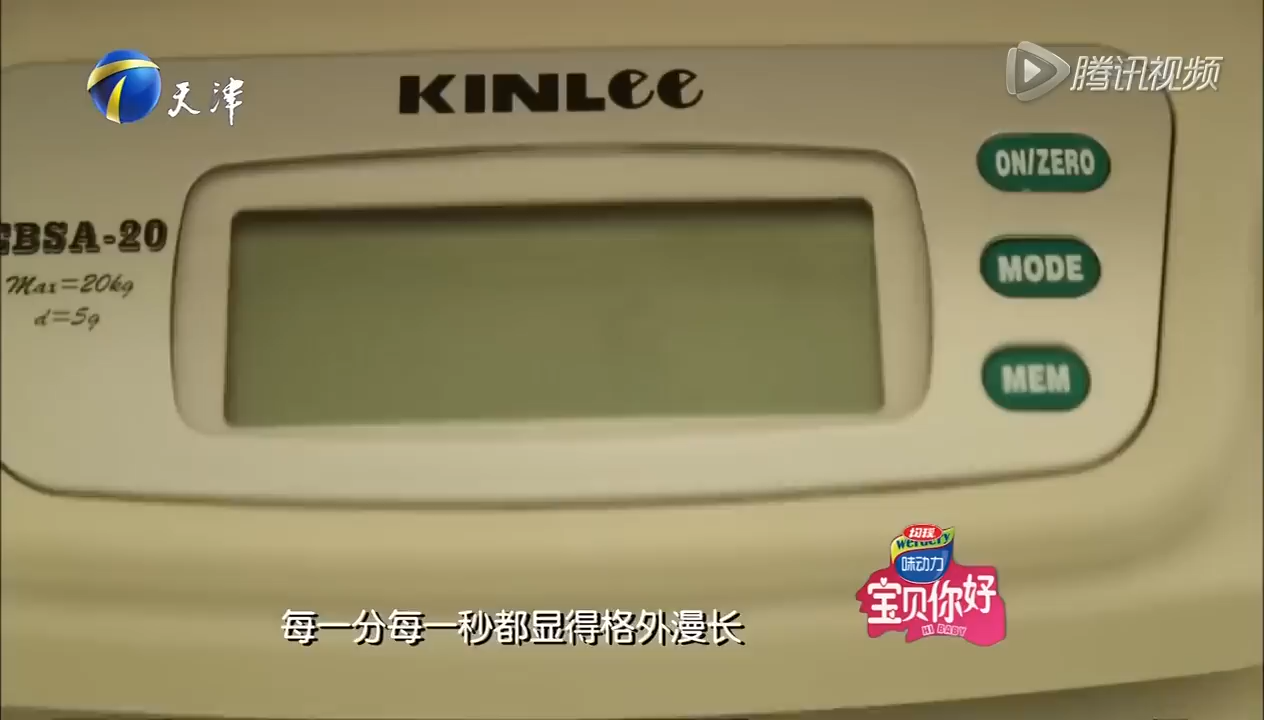 天津
KINLee
腾讯视频
ON/ZERO
EBSA-20
Max=20kg
d=5g
MODE
MEM
味动力
宝贝你好
HI BABY
每一分每一秒都显得格外漫长